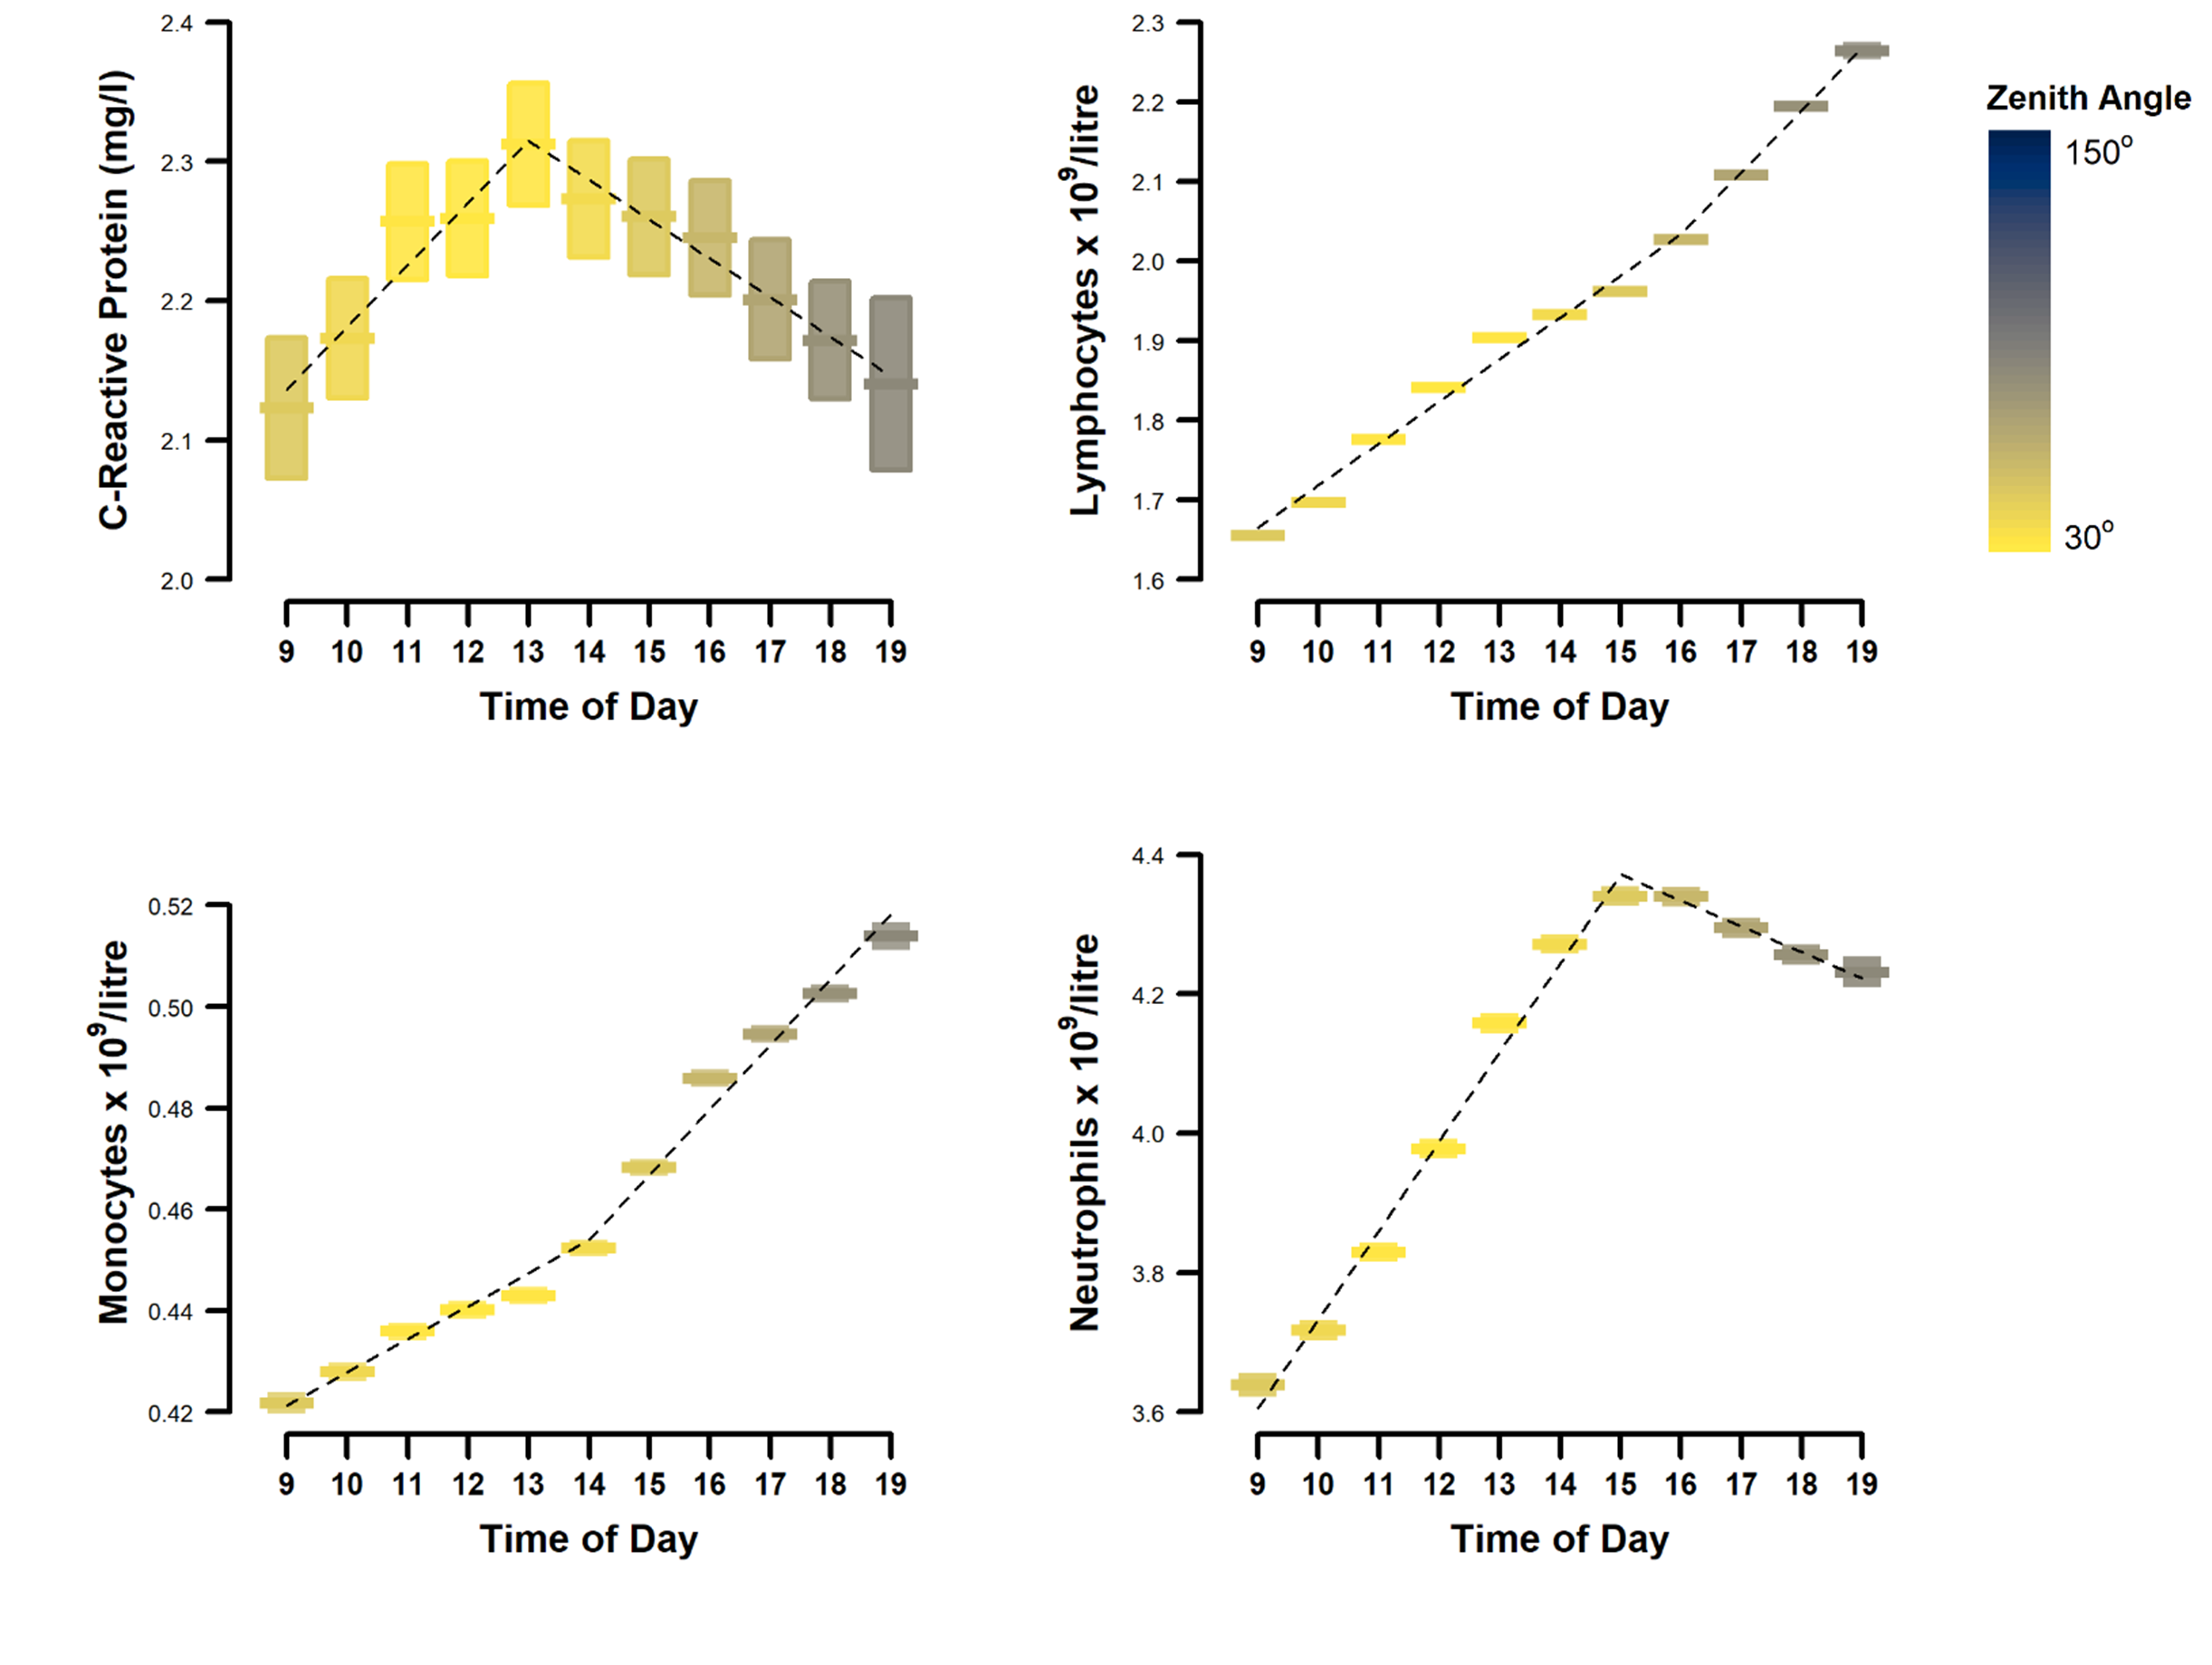 C-Reactive Protein (mg/l)
2.4
2.3
2.2
2.1
2.0
9 10 11 12 13 14 15 16 17 18 19
Time of Day
Lymphocytes x 10⁹/litre
2.3
2.2
2.1
2.0
1.9
1.8
1.7
1.6
9 10 11 12 13 14 15 16 17 18 19
Time of Day
Zenith Angle
150º
30º
Monocytes x 10⁹/litre
0.52
0.50
0.48
0.46
0.44
0.42
9 10 11 12 13 14 15 16 17 18 19
Time of Day
Neutrophils x 10⁹/litre
4.4
4.2
4.0
3.8
3.6
9 10 11 12 13 14 15 16 17 18 19
Time of Day